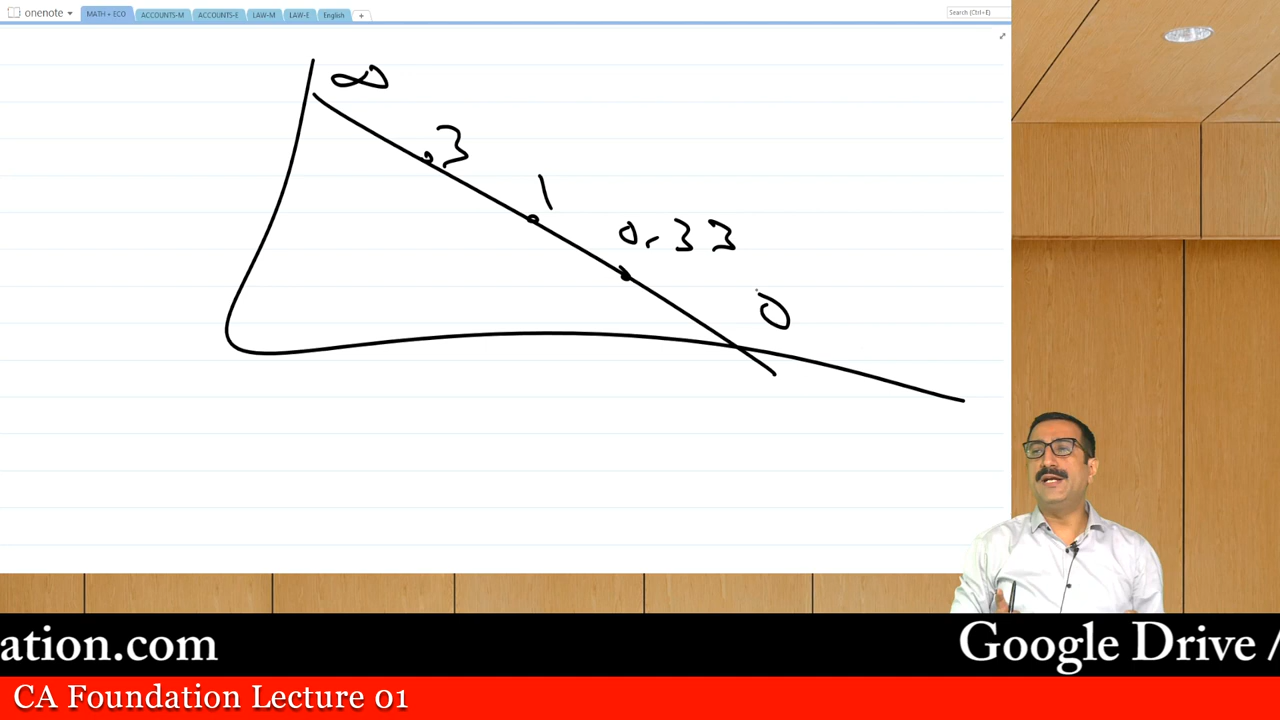 onenote
MATH + ECO
ACCOUNTS-M
ACCOUNTS-E
LAW-M
LAW-E
English
+
Search (Ctrl+E)
∞
3
1
0.33
0
ation.com
Google Drive /
CA Foundation Lecture 01